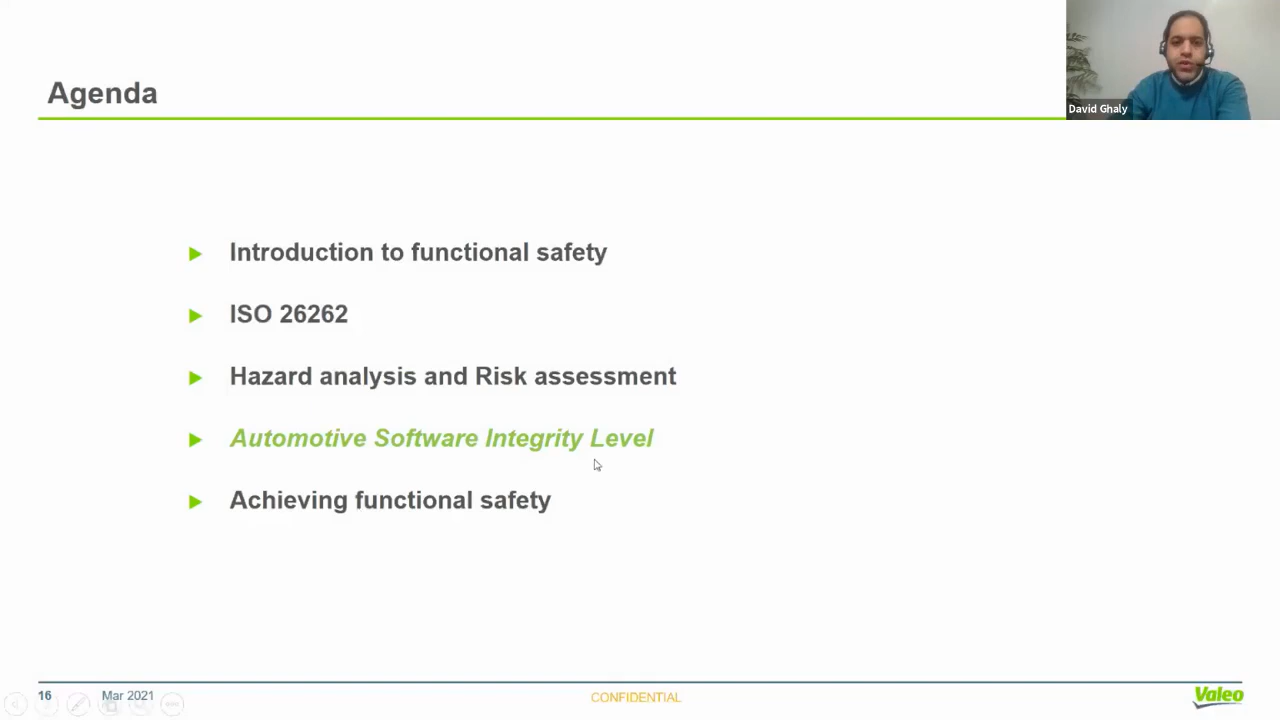 Agenda
David Ghaly
Introduction to functional safety
ISO 26262
Hazard analysis and Risk assessment
Automotive Software Integrity Level
Achieving functional safety
16
Mar 2021
CONFIDENTIAL
Valeo